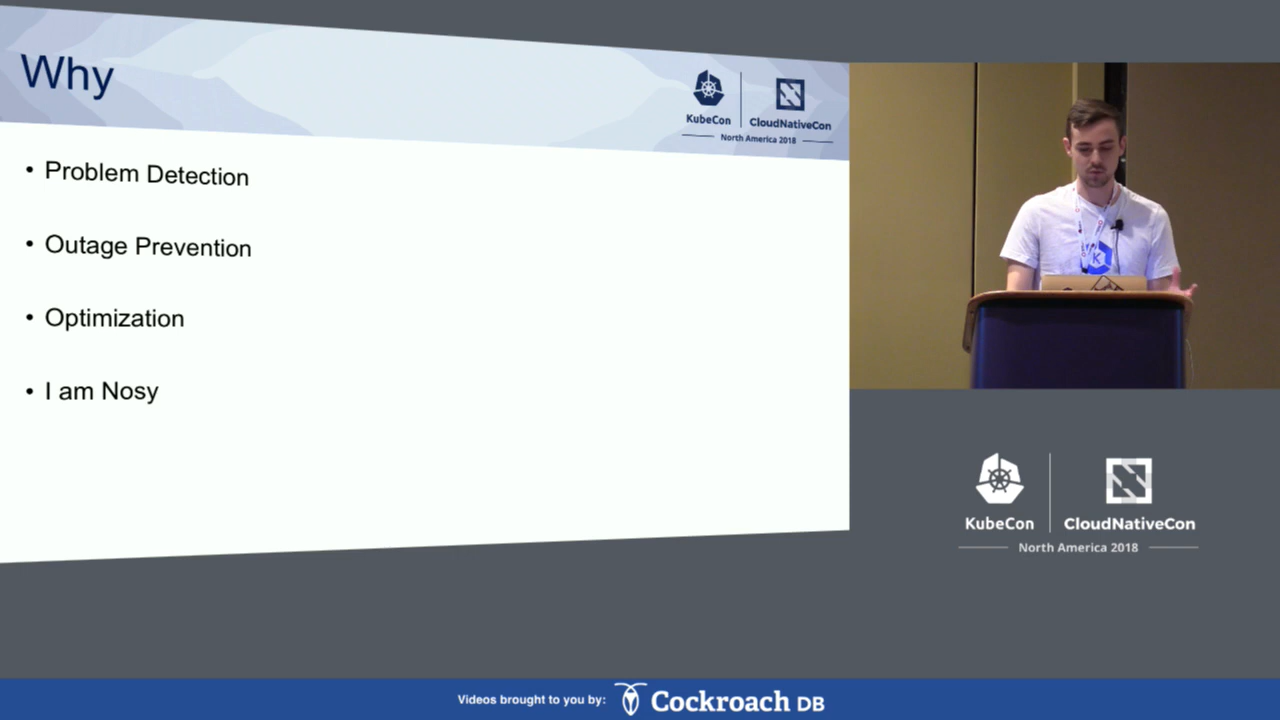 Why
KubeCon
CloudNativeCon
North America 2018
• Problem Detection
• Outage Prevention
• Optimization
• I am Nosy
K
KubeCon
CloudNativeCon
North America 2018
Videos brought to you by:
Cockroach DB